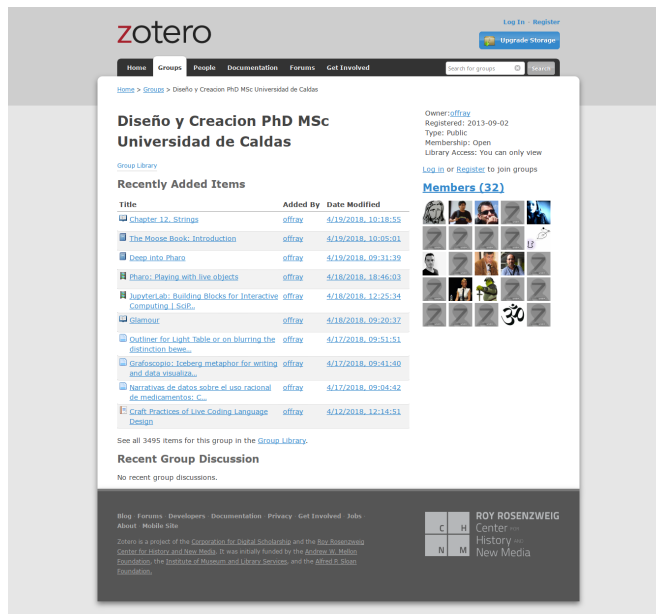 zotero
Log In · Register
Upgrade Storage
Home Groups People Documentation Forums Get Involved
Search for groups Search
Home > Groups > Diseño y Creacion PhD MSc Universidad de Caldas
Diseño y Creacion PhD MSc
Universidad de Caldas
Group Library
Recently Added Items
Title Added By Date Modified
Chapter 12. Strings offray 4/19/2018, 10:18:55
The Moose Book: Introduction offray 4/19/2018, 10:05:01
Deep into Pharo offray 4/19/2018, 09:31:39
Pharo: Playing with live objects offray 4/18/2018, 18:46:03
JupyterLab: Building Blocks for Interactive offray 4/18/2018, 12:25:34
Computing | SciP...
Glamour offray 4/18/2018, 09:20:37
Outliner for Light Table or on blurring the offray 4/17/2018, 09:51:51
distinction bewe...
Grafoscopio: Iceberg metaphor for writing offray 4/17/2018, 09:41:40
and data visualiza...
Narrativas de datos sobre el uso racional offray 4/17/2018, 09:04:42
de medicamentos: C...
Craft Practices of Live Coding Language offray 4/12/2018, 12:14:51
Design
See all 3495 items for this group in the Group Library.
Recent Group Discussion
No recent group discussions.
Owner:offray
Registered: 2013-09-02
Type: Public
Membership: Open
Library Access: You can only view
Log in or Register to join groups
Members (32)
Blog · Forums · Developers · Documentation · Privacy · Get Involved · Jobs ·
About · Mobile Site
Zotero is a project of the Corporation for Digital Scholarship and the Roy Rosenzweig
Center for History and New Media. It was initially funded by the Andrew W. Mellon
Foundation, the Institute of Museum and Library Services, and the Alfred P. Sloan
Foundation.
C H
N M
ROY ROSENZWEIG
Center FOR
History AND
New Media